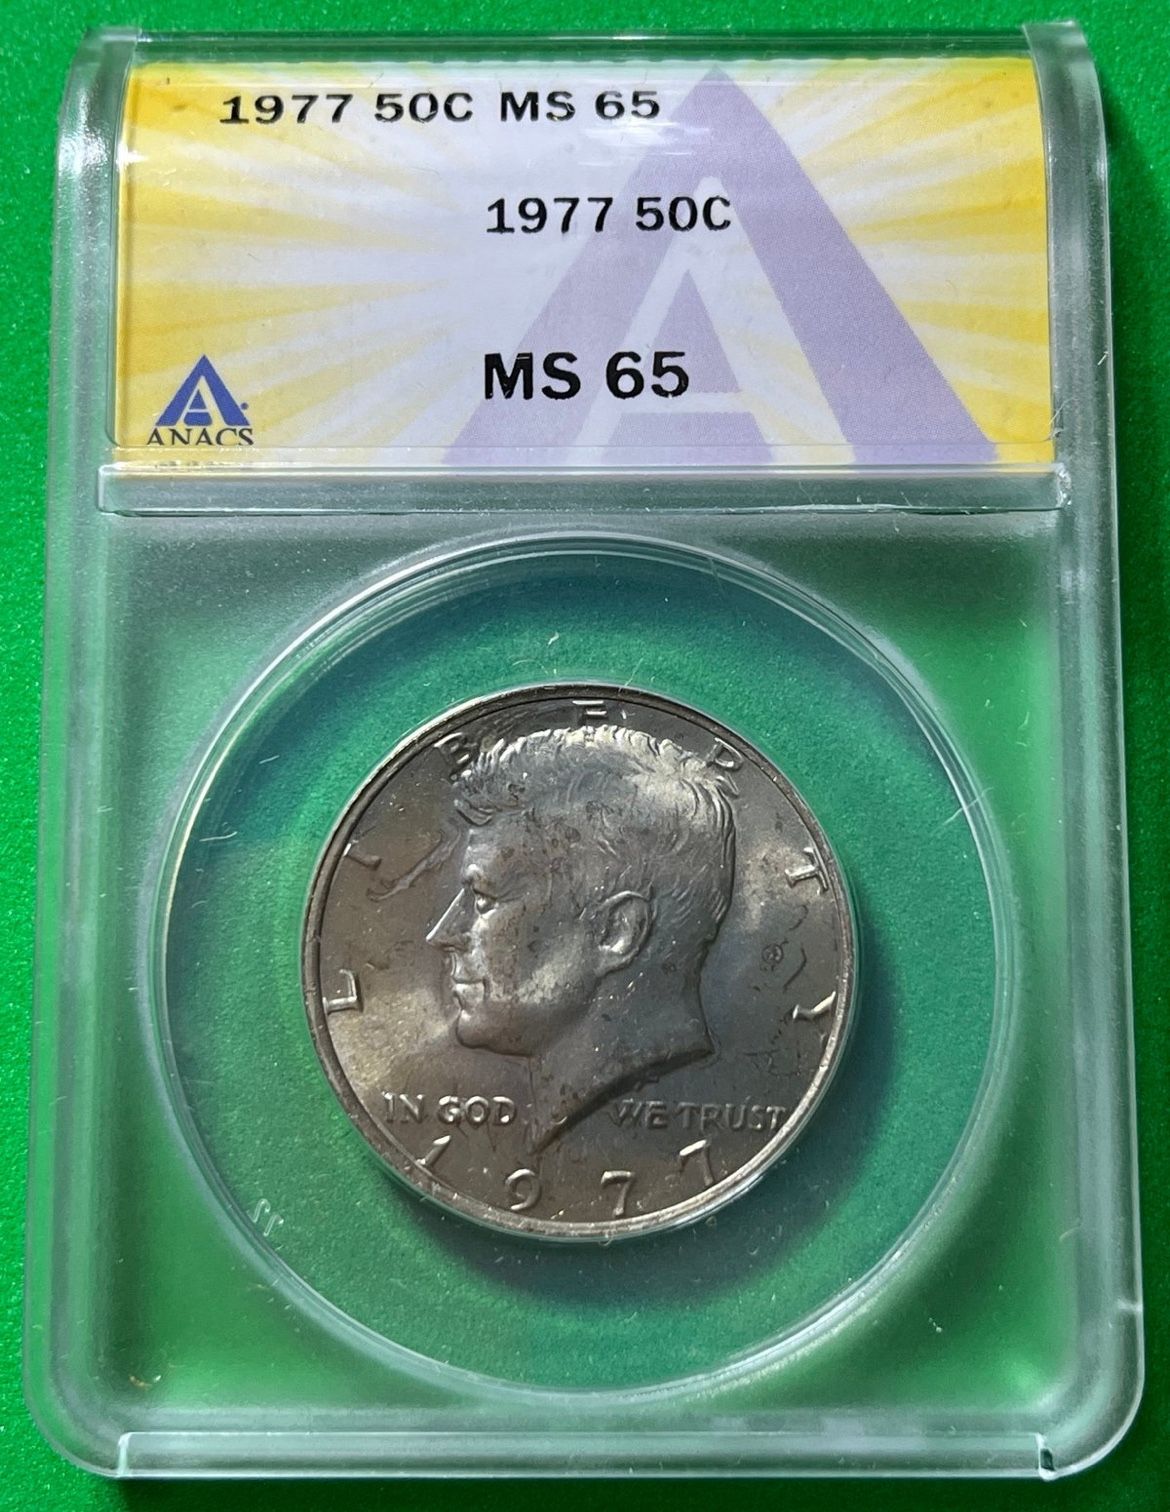 1977 50C MS 65
1977 50C
MS 65
A
ANACS
LIBERTY
IN GOD WE TRUST
1977